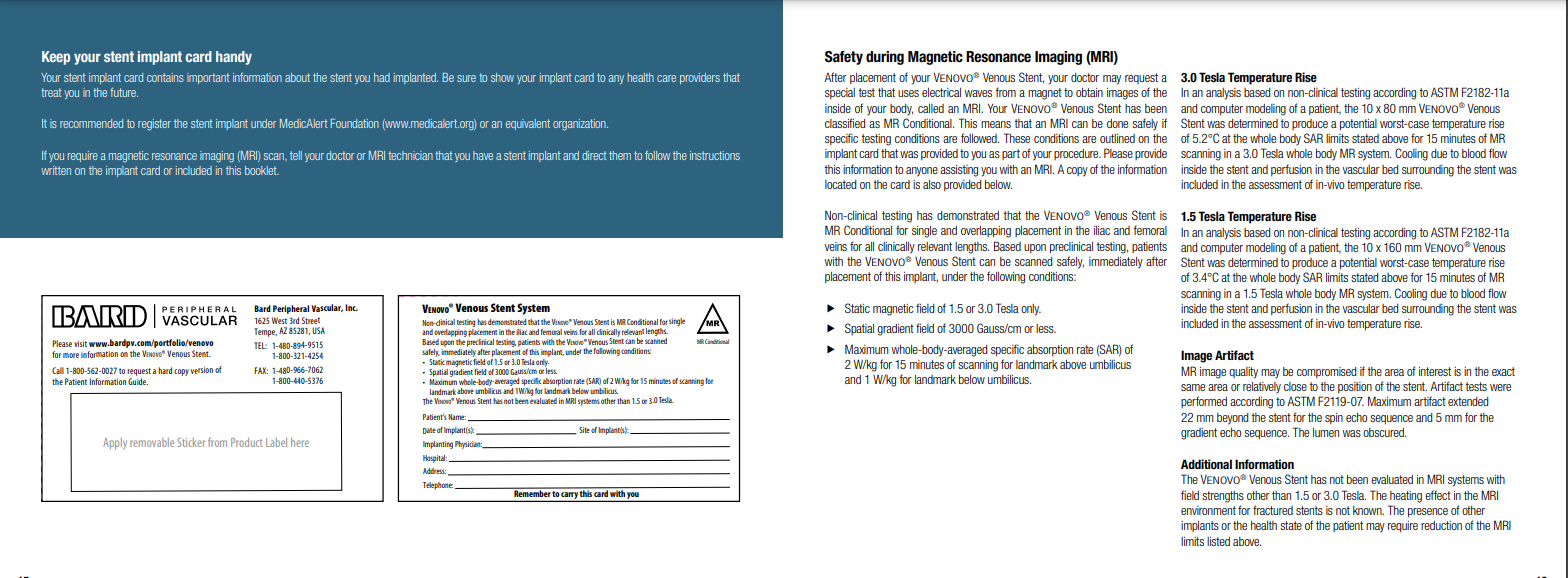 Keep your stent implant card handy
Your stent implant card contains important information about the stent you had implanted. Be sure to show your implant card to any health care providers that
treat you in the future.
It is recommended to register the stent implant under MedicAlert Foundation (www.medicalert.org) or an equivalent organization.
If you require a magnetic resonance imaging (MRI) scan, tell your doctor or MRI technician that you have a stent implant and direct them to follow the instructions
written on the implant card or included in this booklet.
BARD | PERIPHERAL
VASCULAR
Please visit www.bardpv.com/portfolio/venovo
for more information on the VENOVO® Venous Stent.
Call 1-800-562-0027 to request a hard copy version of
the Patient Information Guide.
Bard Peripheral Vascular, Inc.
1625 West 3rd Street
Tempe, AZ 85281, USA
TEL: 1-480-894-9515
1-800-321-4254
FAX: 1-480-966-7062
1-800-440-5376
Apply removable Sticker from Product Label here
VENOVO® Venous Stent System
Non-clinical testing has demonstrated that the VENOVO® Venous Stent is MR Conditional for single
and overlapping placement in the iliac and femoral veins for all clinically relevant lengths.
Based upon the preclinical testing, patients with the VENOVO® Venous Stent can be scanned
safely, immediately after placement of this implant, under the following conditions:
• Static magnetic field of 1.5 or 3.0 Tesla only.
• Spatial gradient field of 3000 Gauss/cm or less.
• Maximum whole-body-averaged specific absorption rate (SAR) of 2 W/kg for 15 minutes of scanning for
landmark above umbilicus and 1W/kg for landmark below umbilicus.
The VENOVO® Venous Stent has not been evaluated in MRI systems other than 1.5 or 3.0 Tesla.
MR
MR Conditional
Patient's Name:
Date of Implant(s): Site of Implant(s):
Implanting Physician:
Hospital:
Address:
Telephone:
Remember to carry this card with you
Safety during Magnetic Resonance Imaging (MRI)
After placement of your VENOVO® Venous Stent, your doctor may request a
special test that uses electrical waves from a magnet to obtain images of the
inside of your body, called an MRI. Your VENOVO® Venous Stent has been
classified as MR Conditional. This means that an MRI can be done safely if
specific testing conditions are followed. These conditions are outlined on the
implant card that was provided to you as part of your procedure. Please provide
this information to anyone assisting you with an MRI. A copy of the information
located on the card is also provided below.
Non-clinical testing has demonstrated that the VENOVO® Venous Stent is
MR Conditional for single and overlapping placement in the iliac and femoral
veins for all clinically relevant lengths. Based upon preclinical testing, patients
with the VENOVO® Venous Stent can be scanned safely, immediately after
placement of this implant, under the following conditions:
► Static magnetic field of 1.5 or 3.0 Tesla only.
► Spatial gradient field of 3000 Gauss/cm or less.
► Maximum whole-body-averaged specific absorption rate (SAR) of
2 W/kg for 15 minutes of scanning for landmark above umbilicus
and 1 W/kg for landmark below umbilicus.
3.0 Tesla Temperature Rise
In an analysis based on non-clinical testing according to ASTM F2182-11a
and computer modeling of a patient, the 10 x 80 mm VENOVO® Venous
Stent was determined to produce a potential worst-case temperature rise
of 5.2°C at the whole body SAR limits stated above for 15 minutes of MR
scanning in a 3.0 Tesla whole body MR system. Cooling due to blood flow
inside the stent and perfusion in the vascular bed surrounding the stent was
included in the assessment of in-vivo temperature rise.
1.5 Tesla Temperature Rise
In an analysis based on non-clinical testing according to ASTM F2182-11a
and computer modeling of a patient, the 10 x 160 mm VENOVO® Venous
Stent was determined to produce a potential worst-case temperature rise
of 3.4°C at the whole body SAR limits stated above for 15 minutes of MR
scanning in a 1.5 Tesla whole body MR system. Cooling due to blood flow
inside the stent and perfusion in the vascular bed surrounding the stent was
included in the assessment of in-vivo temperature rise.
Image Artifact
MR image quality may be compromised if the area of interest is in the exact
same area or relatively close to the position of the stent. Artifact tests were
performed according to ASTM F2119-07. Maximum artifact extended
22 mm beyond the stent for the spin echo sequence and 5 mm for the
gradient echo sequence. The lumen was obscured.
Additional Information
The VENOVO® Venous Stent has not been evaluated in MRI systems with
field strengths other than 1.5 or 3.0 Tesla. The heating effect in the MRI
environment for fractured stents is not known. The presence of other
implants or the health state of the patient may require reduction of the MRI
limits listed above.